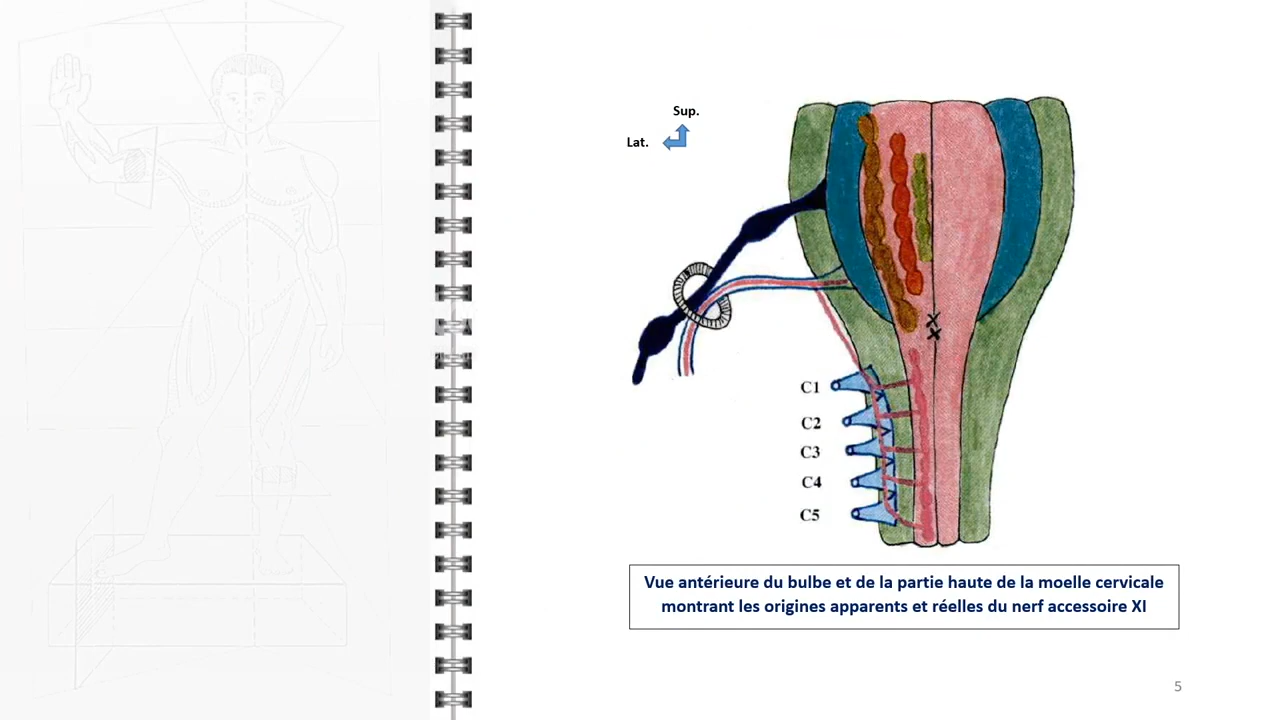 Sup.
Lat.
C1
C2
C3
C4
C5
Vue antérieure du bulbe et de la partie haute de la moelle cervicale
montrant les origines apparents et réelles du nerf accessoire XI
5